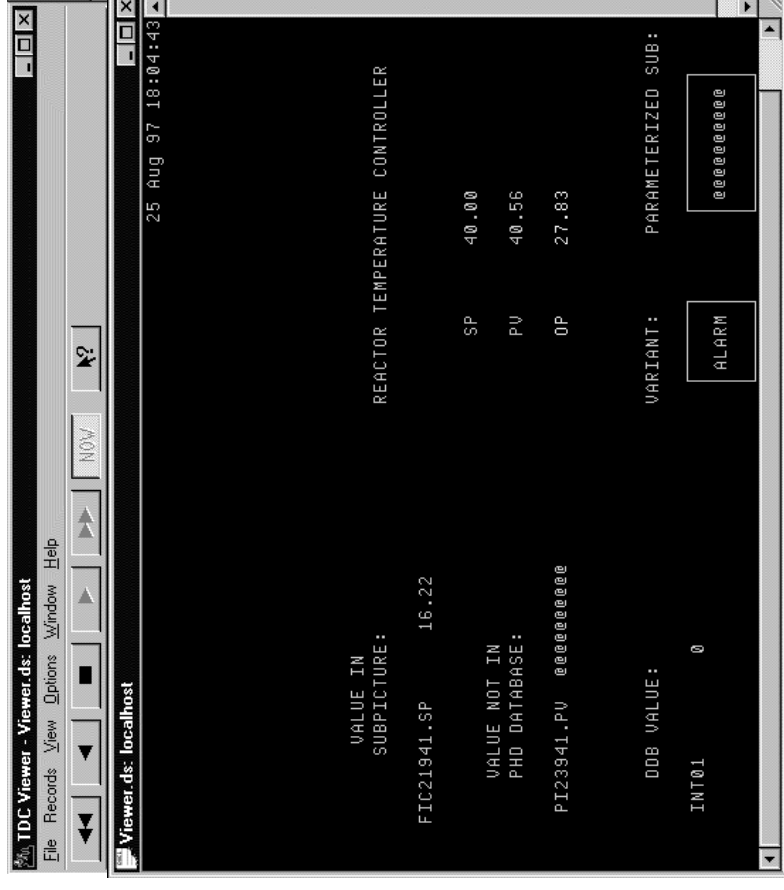 TDC Viewer - Viewer.ds: localhost
File Records View Options Window Help
NOW
?
Viewer.ds: localhost
25 Aug 97 18:04:43
VALUE IN
SUBPICTURE:
REACTOR TEMPERATURE CONTROLLER
FIC21941.SP 16.22
SP 40.00
VALUE NOT IN
PHD DATABASE:
PV 40.56
PI23941.PV @@@@@@@@@@
OP 27.83
DDB VALUE:
VARIANT:
PARAMETERIZED SUB:
INT01 0
ALARM
@@@@@@@@@@